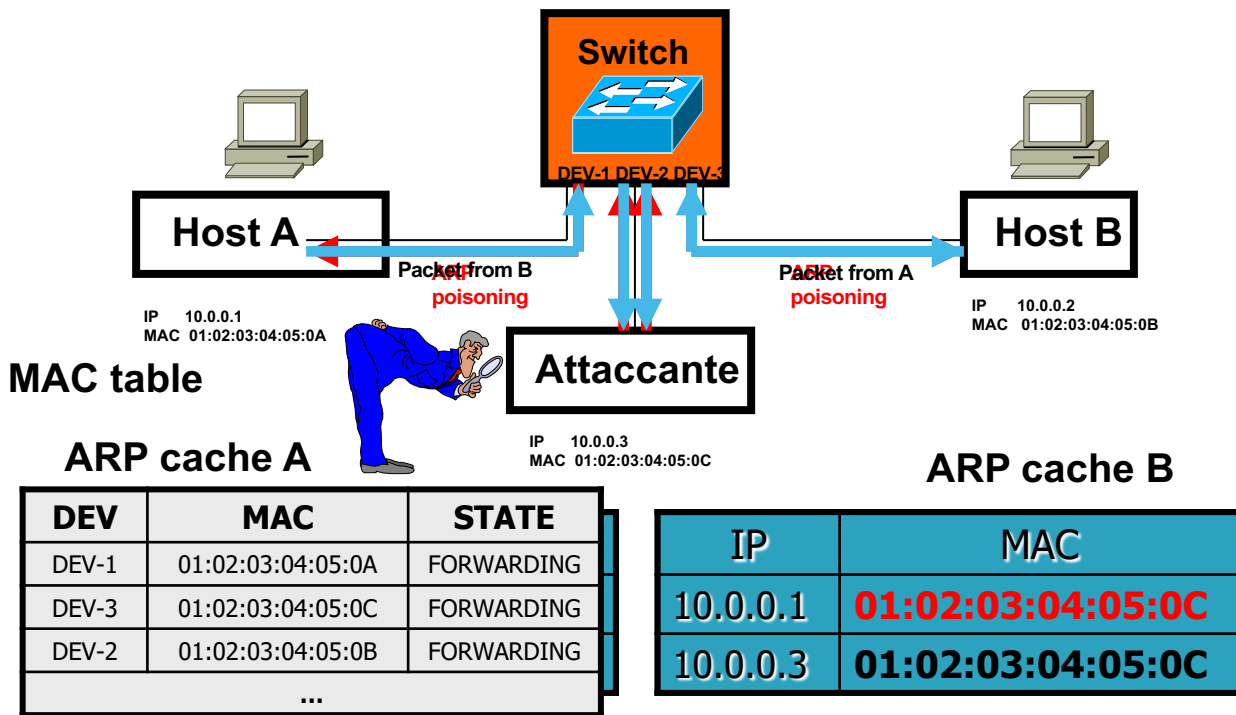 Switch
DEV-1 DEV-2 DEV-3
Host A
Host B
Packet from B
ARP
poisoning
Packet from A
ARP
poisoning
IP 10.0.0.1
MAC 01:02:03:04:05:0A
IP 10.0.0.2
MAC 01:02:03:04:05:0B
Attaccante
MAC table
IP 10.0.0.3
MAC 01:02:03:04:05:0C
ARP cache A
ARP cache B
DEV MAC STATE
DEV-1 01:02:03:04:05:0A FORWARDING
DEV-3 01:02:03:04:05:0C FORWARDING
DEV-2 01:02:03:04:05:0B FORWARDING
...
IP MAC
10.0.0.1 01:02:03:04:05:0C
10.0.0.3 01:02:03:04:05:0C